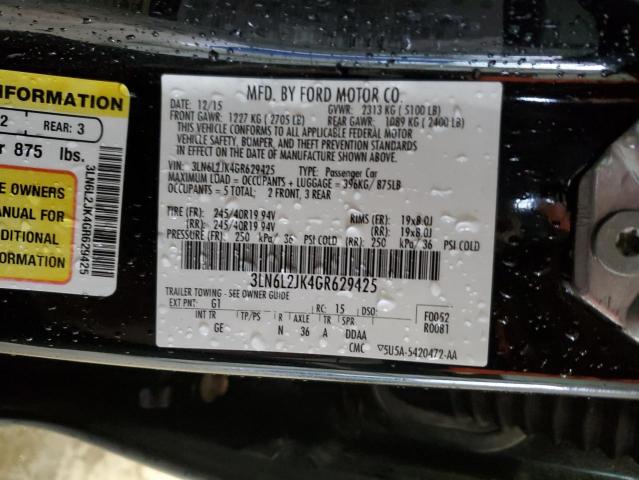 INFORMATION
2 REAR: 3
r 875 lbs.
E OWNERS
ANUAL FOR
DDITIONAL
ORMATION
3LN6L2JK4GR629425
MFD. BY FORD MOTOR CO.
DATE: 12/15 GVWR: 2313 KG ( 5100 LB)
FRONT GAWR: 1227 KG ( 2705 LB) REAR GAWR: 1089 KG ( 2400 LB)
THIS VEHICLE CONFORMS TO ALL APPLICABLE FEDERAL MOTOR
VEHICLE SAFETY, BUMPER, AND THEFT PREVENTION STANDARDS
IN EFFECT ON THE DATE OF MANUFACTURE SHOWN ABOVE.
VIN: 3LN6L2JK4GR629425 TYPE: Passenger Car
MAXIMUM LOAD = OCCUPANTS + LUGGAGE = 396KG/875LB
OCCUPANTS = 5 TOTAL: 2 FRONT, 3 REAR
TIRE (FR): 245/40R19 94V RIMS (FR): 19x8.0J
(RR): 245/40R19 94V (RR): 19x8.0J
PRESSURE (FR): 250 kPa/ 36 PSI COLD (RR): 250 kPa/ 36 PSI COLD
3LN6L2JK4GR629425
TRAILER TOWING - SEE OWNER GUIDE
EXT PNT: G1 RC: 15 DSO: F0052
INT TR TP/PS R AXLE TR SPR R0081
GE N 36 A DDAA
CMC ▽5U5A-5420472-AA